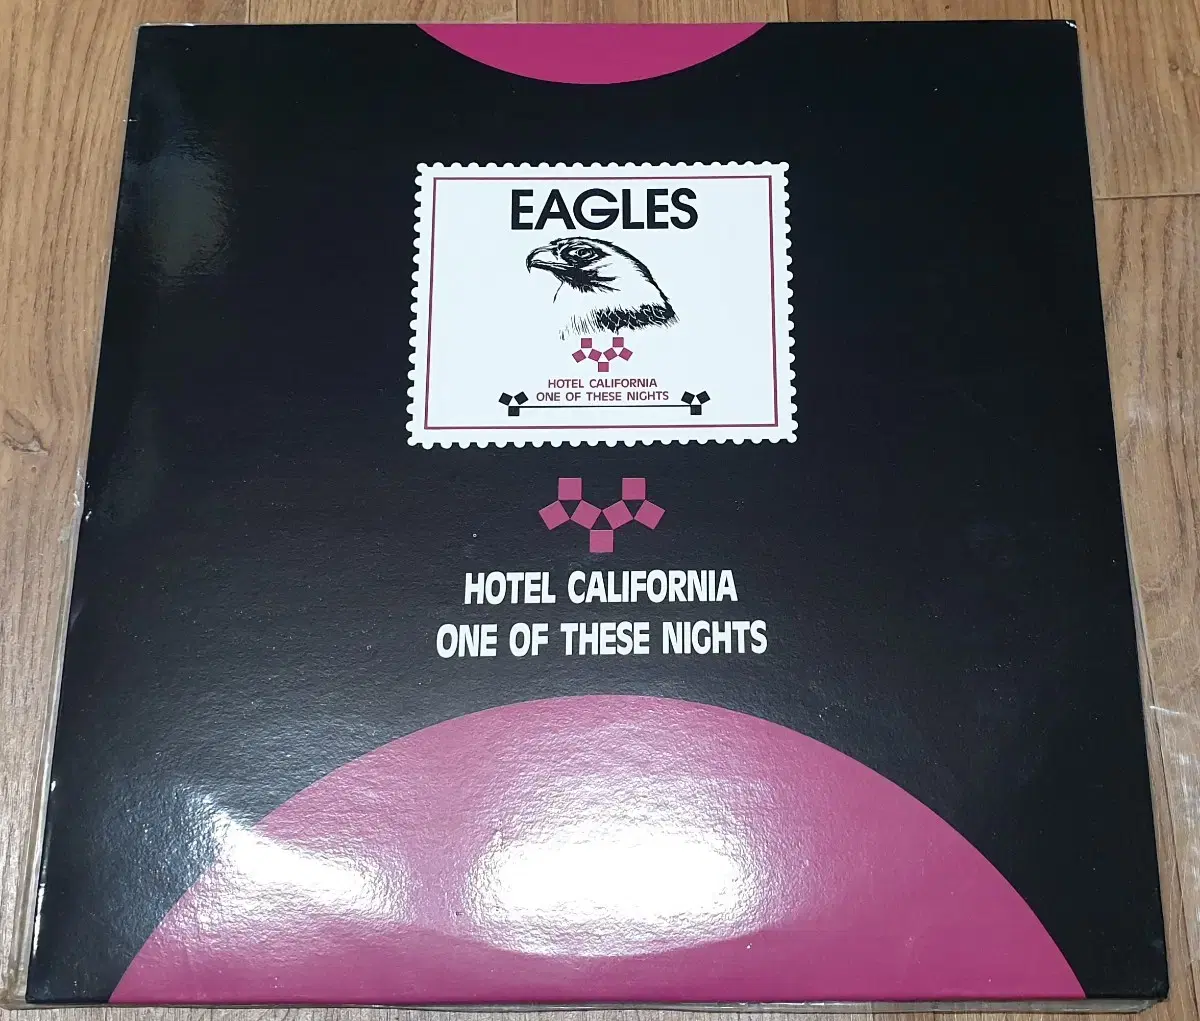 EAGLES
HOTEL CALIFORNIA
ONE OF THESE NIGHTS
HOTEL CALIFORNIA
ONE OF THESE NIGHTS